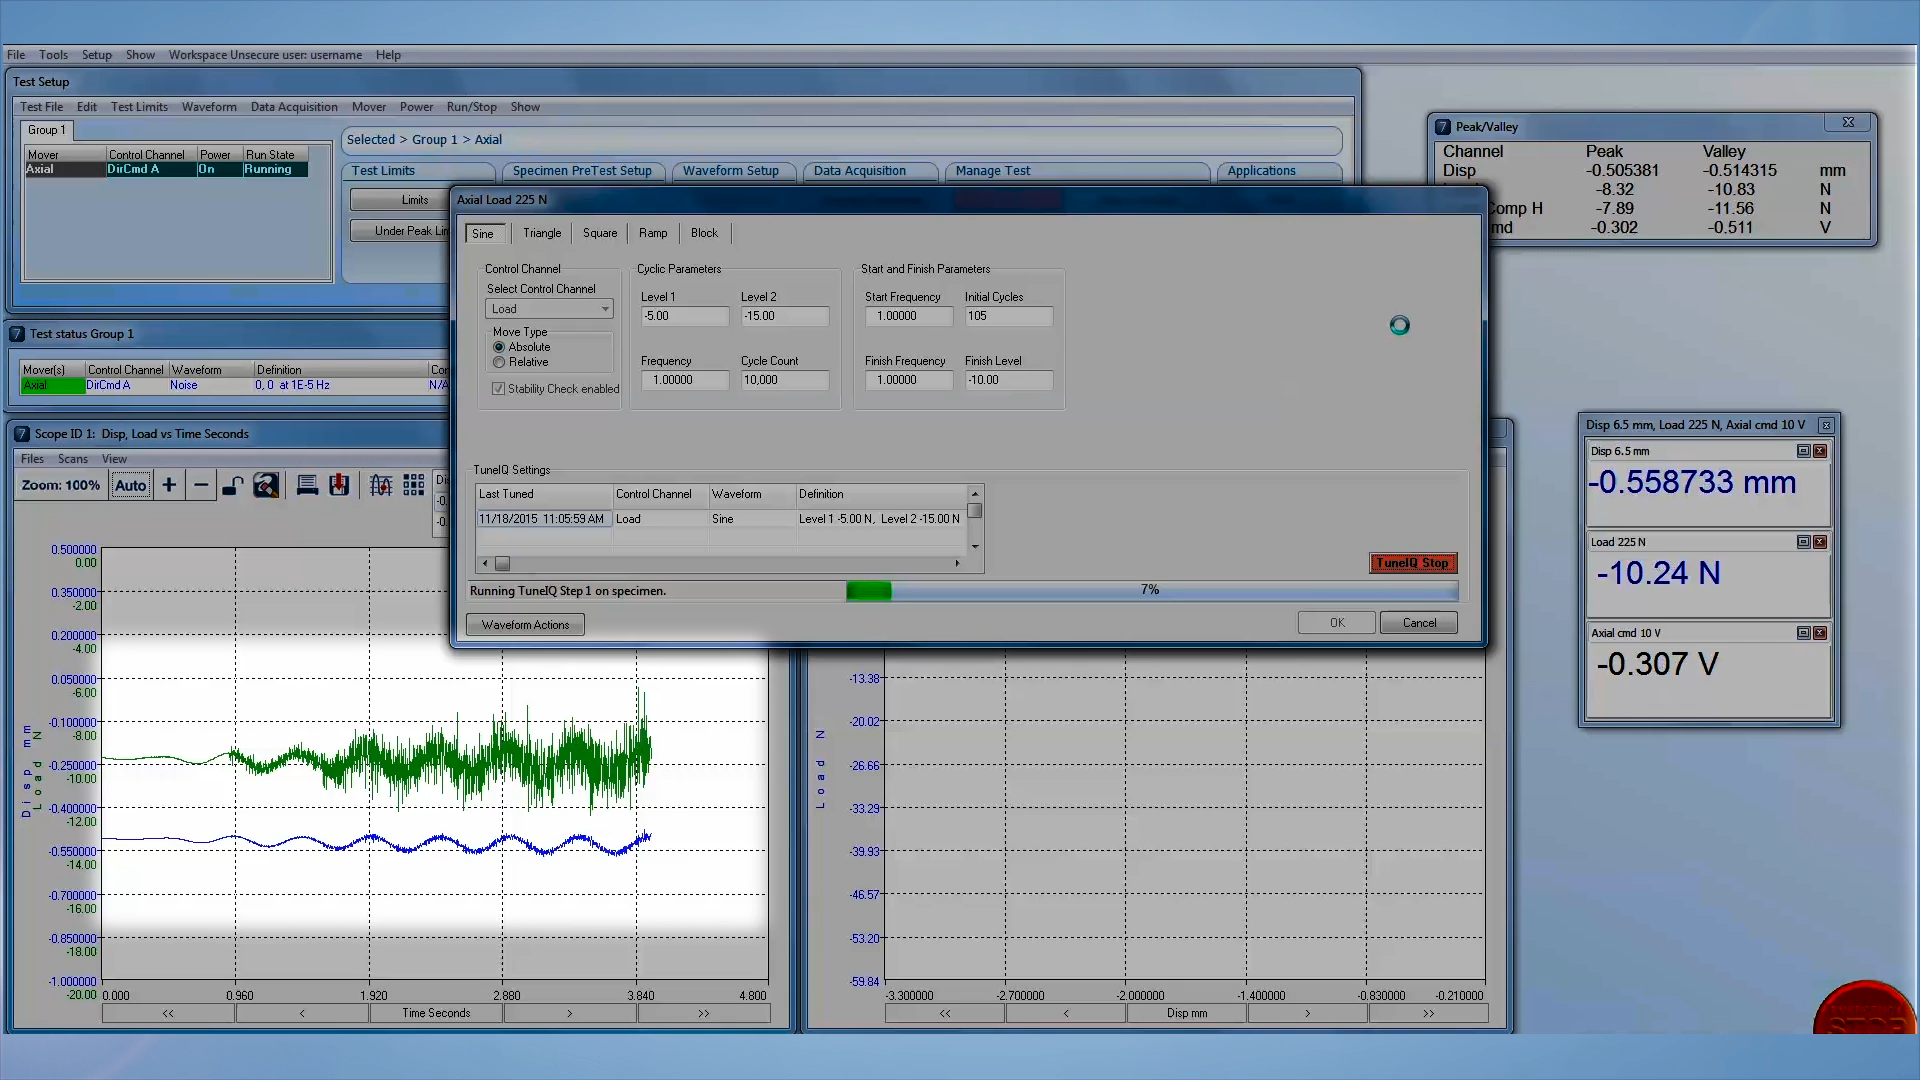 File Tools Setup Show Workspace Unsecure user: username Help
Test Setup
Test File Edit Test Limits Waveform Data Acquisition Mover Power Run/Stop Show
Group 1
Mover Control Channel Power Run State
Axial DirCmd A On Running
Selected > Group 1 > Axial
Test Limits Specimen PreTest Setup Waveform Setup Data Acquisition Manage Test Applications
Limits
Under Peak Lim
Peak/Valley
Channel Peak Valley
Disp -0.505381 -0.514315 mm
-8.32 -10.83 N
Comp H -7.89 -11.56 N
md -0.302 -0.511 V
Axial Load 225 N
Sine Triangle Square Ramp Block
Control Channel
Select Control Channel
Load
Move Type
Absolute
Relative
Stability Check enabled
Cyclic Parameters
Level 1 Level 2
-5.00 -15.00
Frequency Cycle Count
1.00000 10,000
Start and Finish Parameters
Start Frequency Initial Cycles
1.00000 105
Finish Frequency Finish Level
1.00000 -10.00
TuneIQ Settings
Last Tuned Control Channel Waveform Definition
11/18/2015 11:05:59 AM Load Sine Level 1 -5.00 N, Level 2 -15.00 N
TuneIQ Stop
Running TuneIQ Step 1 on specimen. 7%
Waveform Actions OK Cancel
Test status Group 1
Mover(s) Control Channel Waveform Definition Con
Axial DirCmd A Noise 0, 0 at 1E-5 Hz N/A
Scope ID 1: Disp, Load vs Time Seconds
Files Scans View
Zoom: 100% Auto + − Di
-0.
-0.
0.500000
0.00
0.350000
-2.00
0.200000
-4.00
0.050000
-6.00
-0.100000
-8.00
-0.250000
-10.00
-0.400000
-12.00
-0.550000
-14.00
-0.700000
-16.00
-0.850000
-18.00
-1.000000
-20.00
Disp mm
Load N
0.000 0.960 1.920 2.880 3.840 4.800
<< < Time Seconds > >>
-13.38
-20.02
-26.66
-33.29
-39.93
-46.57
-53.20
-59.84
Load N
-3.300000 -2.700000 -2.000000 -1.400000 -0.830000 -0.210000
<< < Disp mm > >>
Disp 6.5 mm, Load 225 N, Axial cmd 10 V
Disp 6.5 mm
-0.558733 mm
Load 225 N
-10.24 N
Axial cmd 10 V
-0.307 V